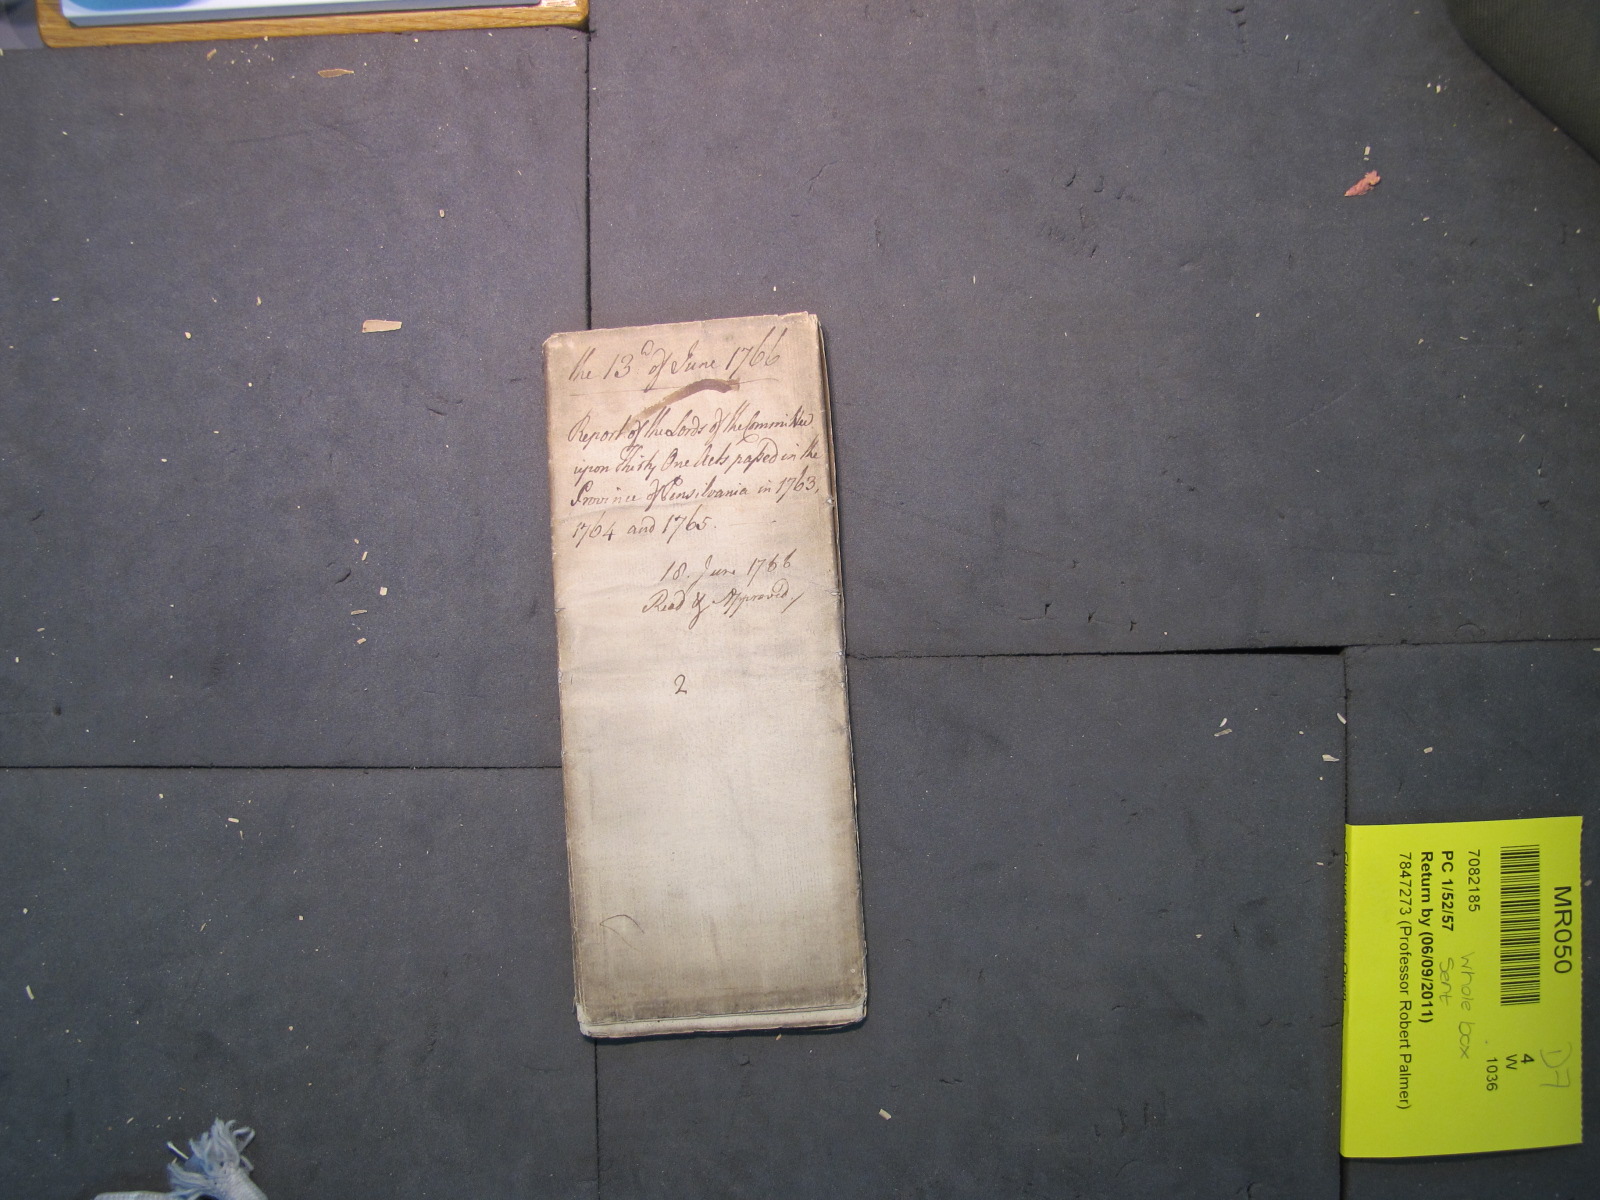 the 13d of June 1766
Report of the Lords of the Committee
upon Thirty One Acts passed in the
Province of Pensilvania in 1763,
1764 and 1765.
18. June 1766
Read & Approved,
2
MR050
D7
4
W
1036
7082185
whole box
PC 1/52/57
Sent
Return by (06/09/2011)
7847273 (Professor Robert Palmer)